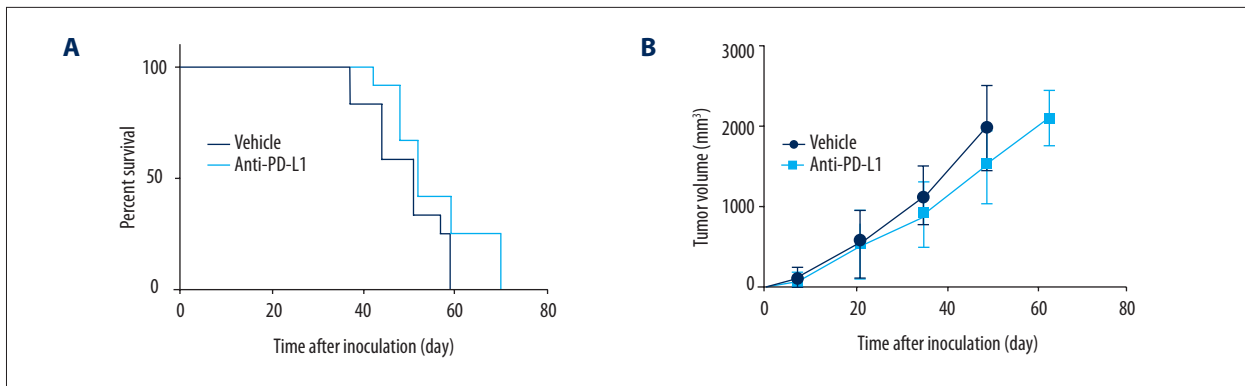 A
Percent survival
100
50
0
Vehicle
Anti-PD-L1
0 20 40 60 80
Time after inoculation (day)
B
Tumor volume (mm³)
3000
2000
1000
0
Vehicle
Anti-PD-L1
0 20 40 60 80
Time after inoculation (day)